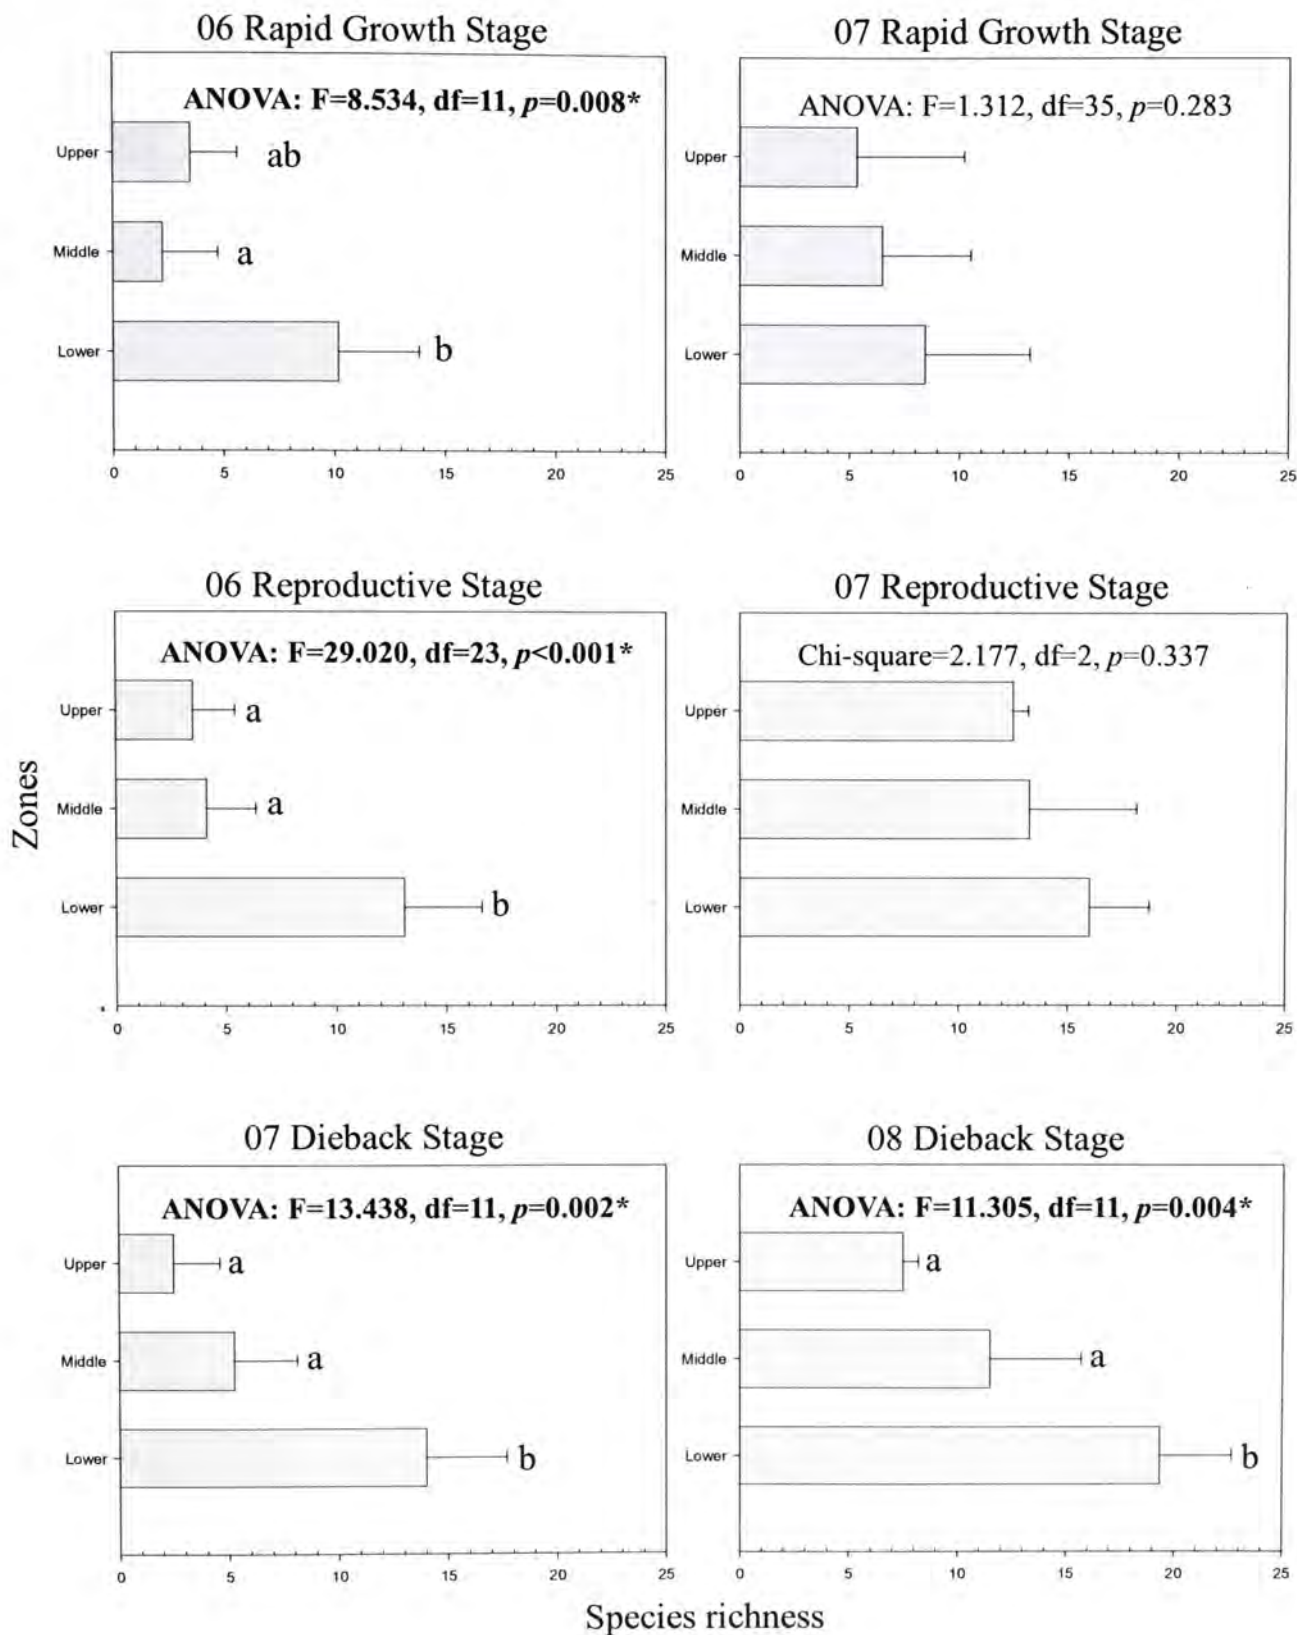 06 Rapid Growth Stage
ANOVA: F=8.534, df=11, p=0.008*
Upper
ab
Middle
a
Lower
b
0 5 10 15 20 25
07 Rapid Growth Stage
ANOVA: F=1.312, df=35, p=0.283
Upper
Middle
Lower
0 5 10 15 20 25
Zones
06 Reproductive Stage
ANOVA: F=29.020, df=23, p<0.001*
Upper
a
Middle
a
Lower
b
0 5 10 15 20 25
07 Reproductive Stage
Chi-square=2.177, df=2, p=0.337
Upper
Middle
Lower
0 5 10 15 20 25
07 Dieback Stage
ANOVA: F=13.438, df=11, p=0.002*
Upper
a
Middle
a
Lower
b
0 5 10 15 20 25
08 Dieback Stage
ANOVA: F=11.305, df=11, p=0.004*
Upper
a
Middle
a
Lower
b
0 5 10 15 20 25
Species richness